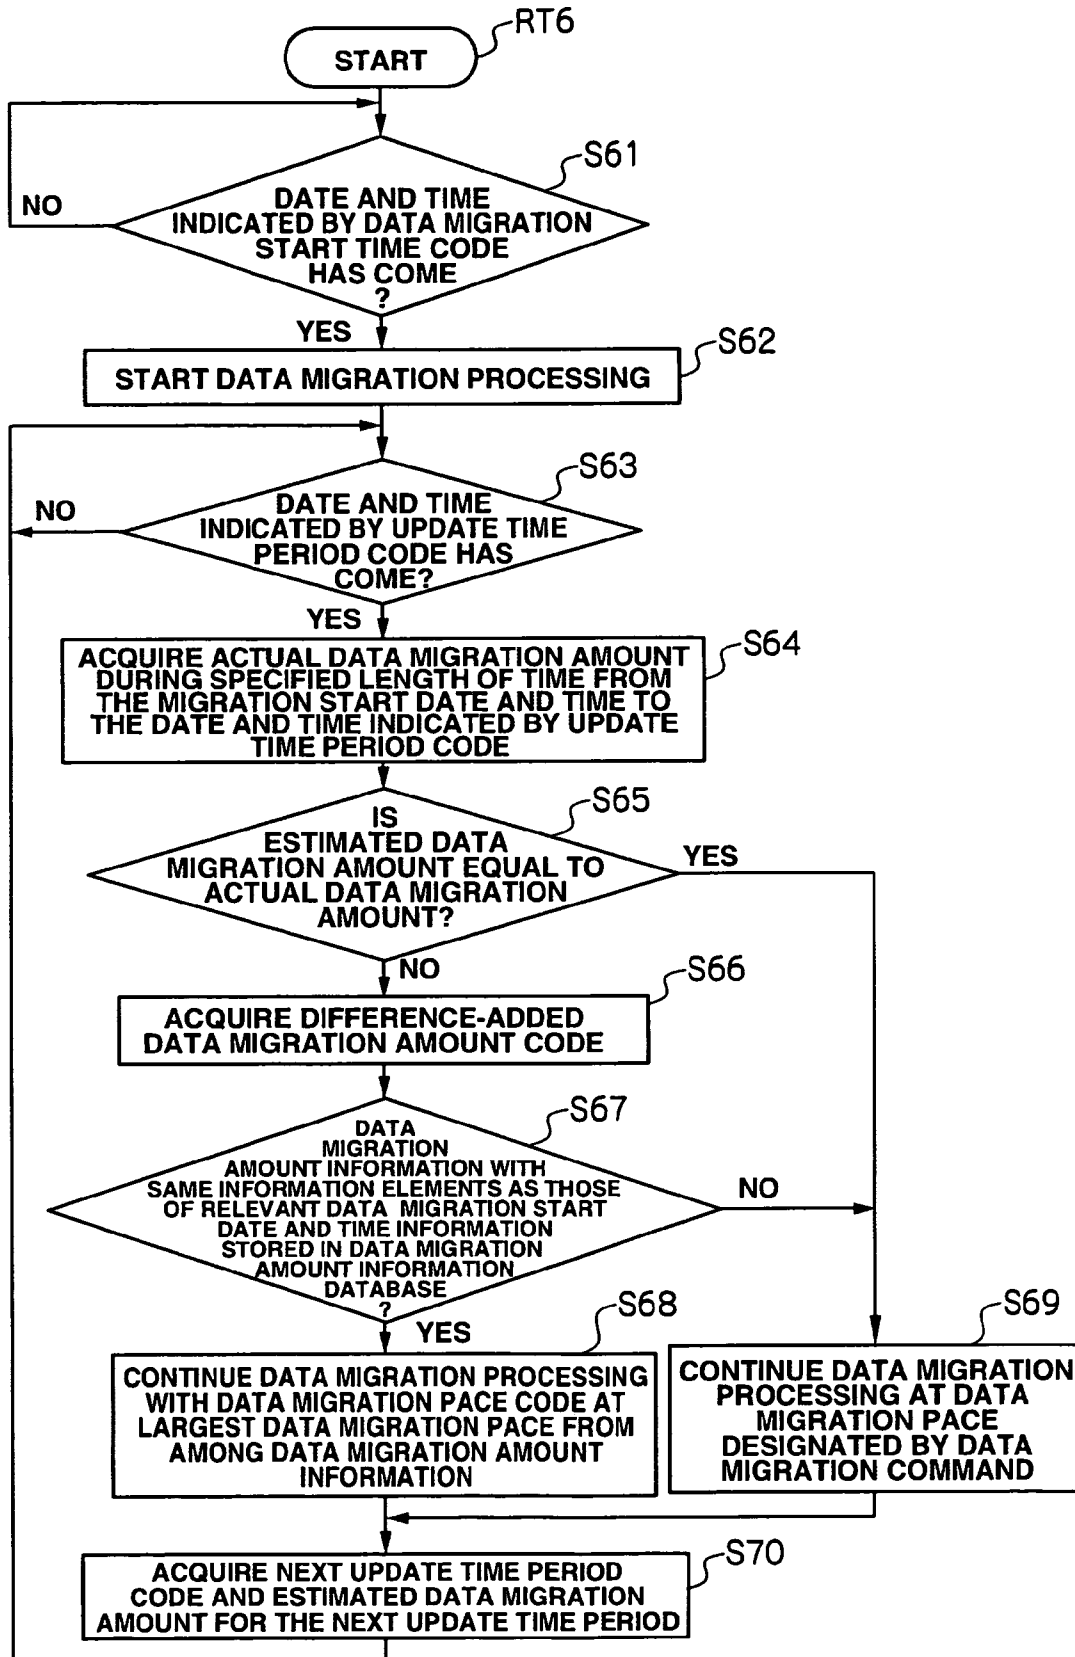 RT6
START
S61
DATE AND TIME
INDICATED BY DATA MIGRATION
START TIME CODE
HAS COME
?
NO
YES
S62
START DATA MIGRATION PROCESSING
S63
DATE AND TIME
INDICATED BY UPDATE TIME
PERIOD CODE HAS
COME?
NO
YES
S64
ACQUIRE ACTUAL DATA MIGRATION AMOUNT
DURING SPECIFIED LENGTH OF TIME FROM
THE MIGRATION START DATE AND TIME TO
THE DATE AND TIME INDICATED BY UPDATE
TIME PERIOD CODE
S65
IS
ESTIMATED DATA
MIGRATION AMOUNT EQUAL TO
ACTUAL DATA MIGRATION
AMOUNT?
YES
NO
S66
ACQUIRE DIFFERENCE-ADDED
DATA MIGRATION AMOUNT CODE
S67
DATA
MIGRATION
AMOUNT INFORMATION WITH
SAME INFORMATION ELEMENTS AS THOSE
OF RELEVANT DATA MIGRATION START
DATE AND TIME INFORMATION
STORED IN DATA MIGRATION
AMOUNT INFORMATION
DATABASE
?
NO
YES
S68
CONTINUE DATA MIGRATION PROCESSING
WITH DATA MIGRATION PACE CODE AT
LARGEST DATA MIGRATION PACE FROM
AMONG DATA MIGRATION AMOUNT
INFORMATION
S69
CONTINUE DATA MIGRATION
PROCESSING AT DATA
MIGRATION PACE
DESIGNATED BY DATA
MIGRATION COMMAND
S70
ACQUIRE NEXT UPDATE TIME PERIOD
CODE AND ESTIMATED DATA MIGRATION
AMOUNT FOR THE NEXT UPDATE TIME PERIOD